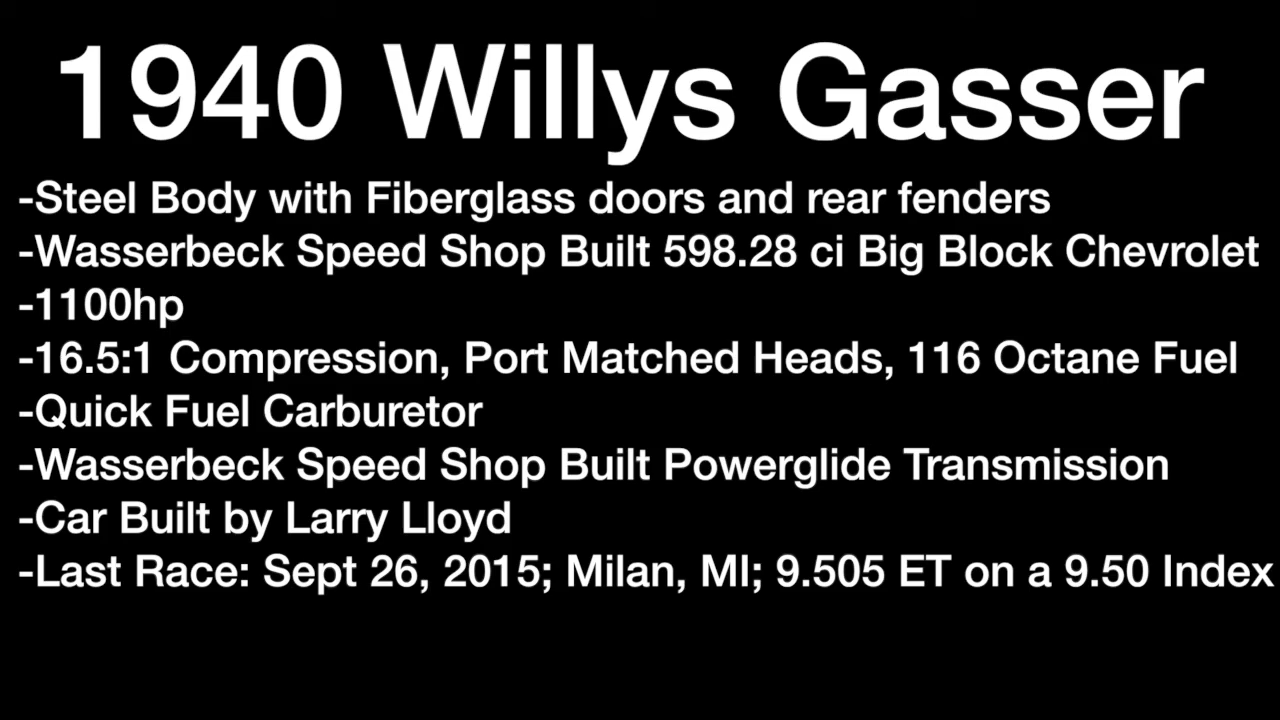 1940 Willys Gasser
-Steel Body with Fiberglass doors and rear fenders
-Wasserbeck Speed Shop Built 598.28 ci Big Block Chevrolet
-1100hp
-16.5:1 Compression, Port Matched Heads, 116 Octane Fuel
-Quick Fuel Carburetor
-Wasserbeck Speed Shop Built Powerglide Transmission
-Car Built by Larry Lloyd
-Last Race: Sept 26, 2015; Milan, MI; 9.505 ET on a 9.50 Index